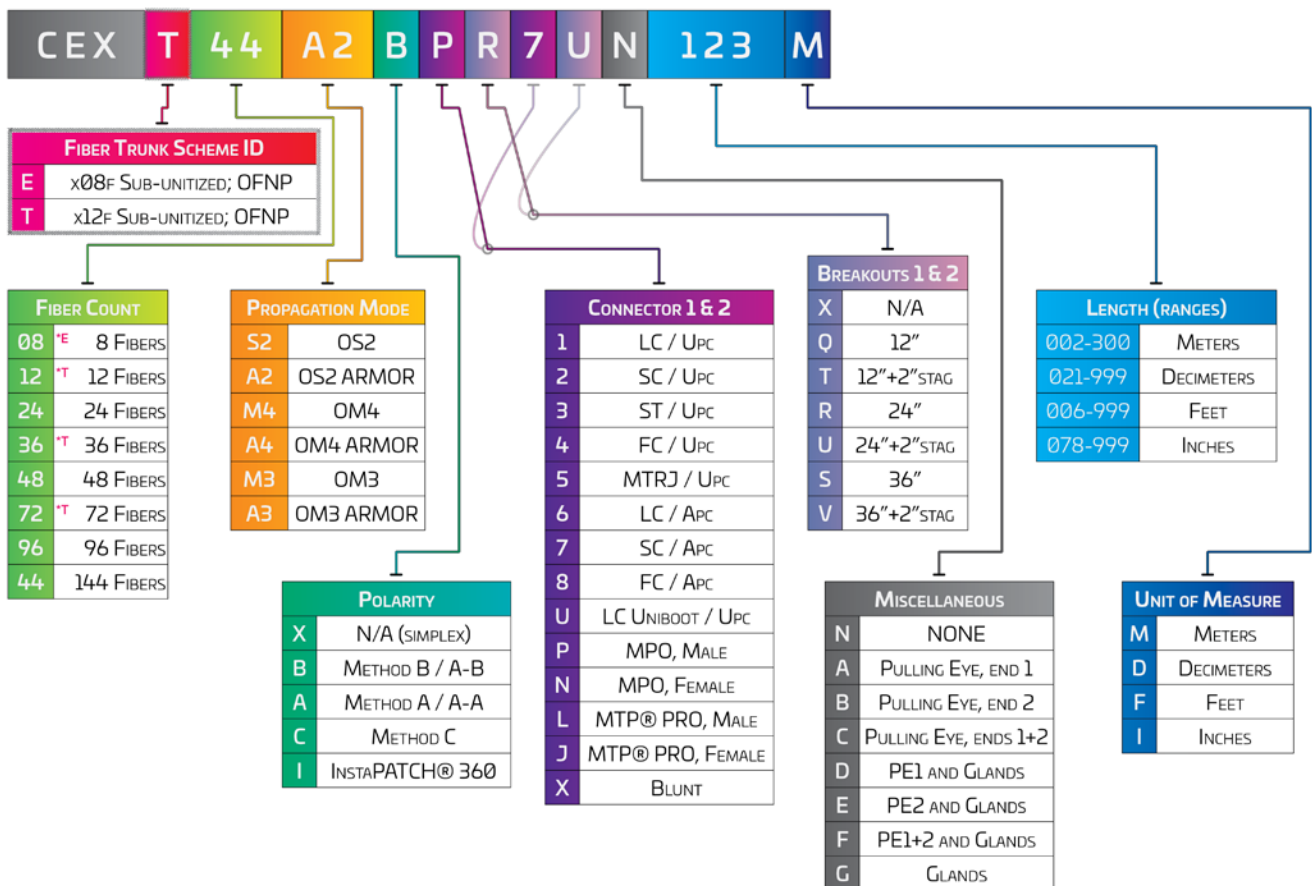 CEX T 44 A2 B P R 7 U N 123 M
FIBER TRUNK SCHEME ID
E x08F SUB-UNITIZED; OFNP
T x12F SUB-UNITIZED; OFNP
FIBER COUNT
08 *E 8 FIBERS
12 *T 12 FIBERS
24 24 FIBERS
36 *T 36 FIBERS
48 48 FIBERS
72 *T 72 FIBERS
96 96 FIBERS
44 144 FIBERS
PROPAGATION MODE
S2 OS2
A2 OS2 ARMOR
M4 OM4
A4 OM4 ARMOR
M3 OM3
A3 OM3 ARMOR
POLARITY
X N/A (SIMPLEX)
B METHOD B / A-B
A METHOD A / A-A
C METHOD C
I INSTAPATCH® 360
CONNECTOR 1 & 2
1 LC / UPC
2 SC / UPC
3 ST / UPC
4 FC / UPC
5 MTRJ / UPC
6 LC / APC
7 SC / APC
8 FC / APC
U LC UNIBOOT / UPC
P MPO, MALE
N MPO, FEMALE
L MTP® PRO, MALE
J MTP® PRO, FEMALE
X BLUNT
BREAKOUTS 1 & 2
X N/A
Q 12"
T 12"+2"STAG
R 24"
U 24"+2"STAG
S 36"
V 36"+2"STAG
MISCELLANEOUS
N NONE
A PULLING EYE, END 1
B PULLING EYE, END 2
C PULLING EYE, ENDS 1+2
D PE1 AND GLANDS
E PE2 AND GLANDS
F PE1+2 AND GLANDS
G GLANDS
LENGTH (RANGES)
002-300 METERS
021-999 DECIMETERS
006-999 FEET
078-999 INCHES
UNIT OF MEASURE
M METERS
D DECIMETERS
F FEET
I INCHES